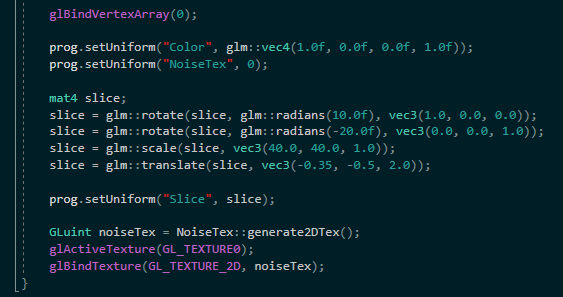 glBindVertexArray(0);
prog.setUniform("Color", glm::vec4(1.0f, 0.0f, 0.0f, 1.0f));
prog.setUniform("NoiseTex", 0);
mat4 slice;
slice = glm::rotate(slice, glm::radians(10.0f), vec3(1.0, 0.0, 0.0));
slice = glm::rotate(slice, glm::radians(-20.0f), vec3(0.0, 0.0, 1.0));
slice = glm::scale(slice, vec3(40.0, 40.0, 1.0));
slice = glm::translate(slice, vec3(-0.35, -0.5, 2.0));
prog.setUniform("Slice", slice);
GLuint noiseTex = NoiseTex::generate2DTex();
glActiveTexture(GL_TEXTURE0);
glBindTexture(GL_TEXTURE_2D, noiseTex);
}